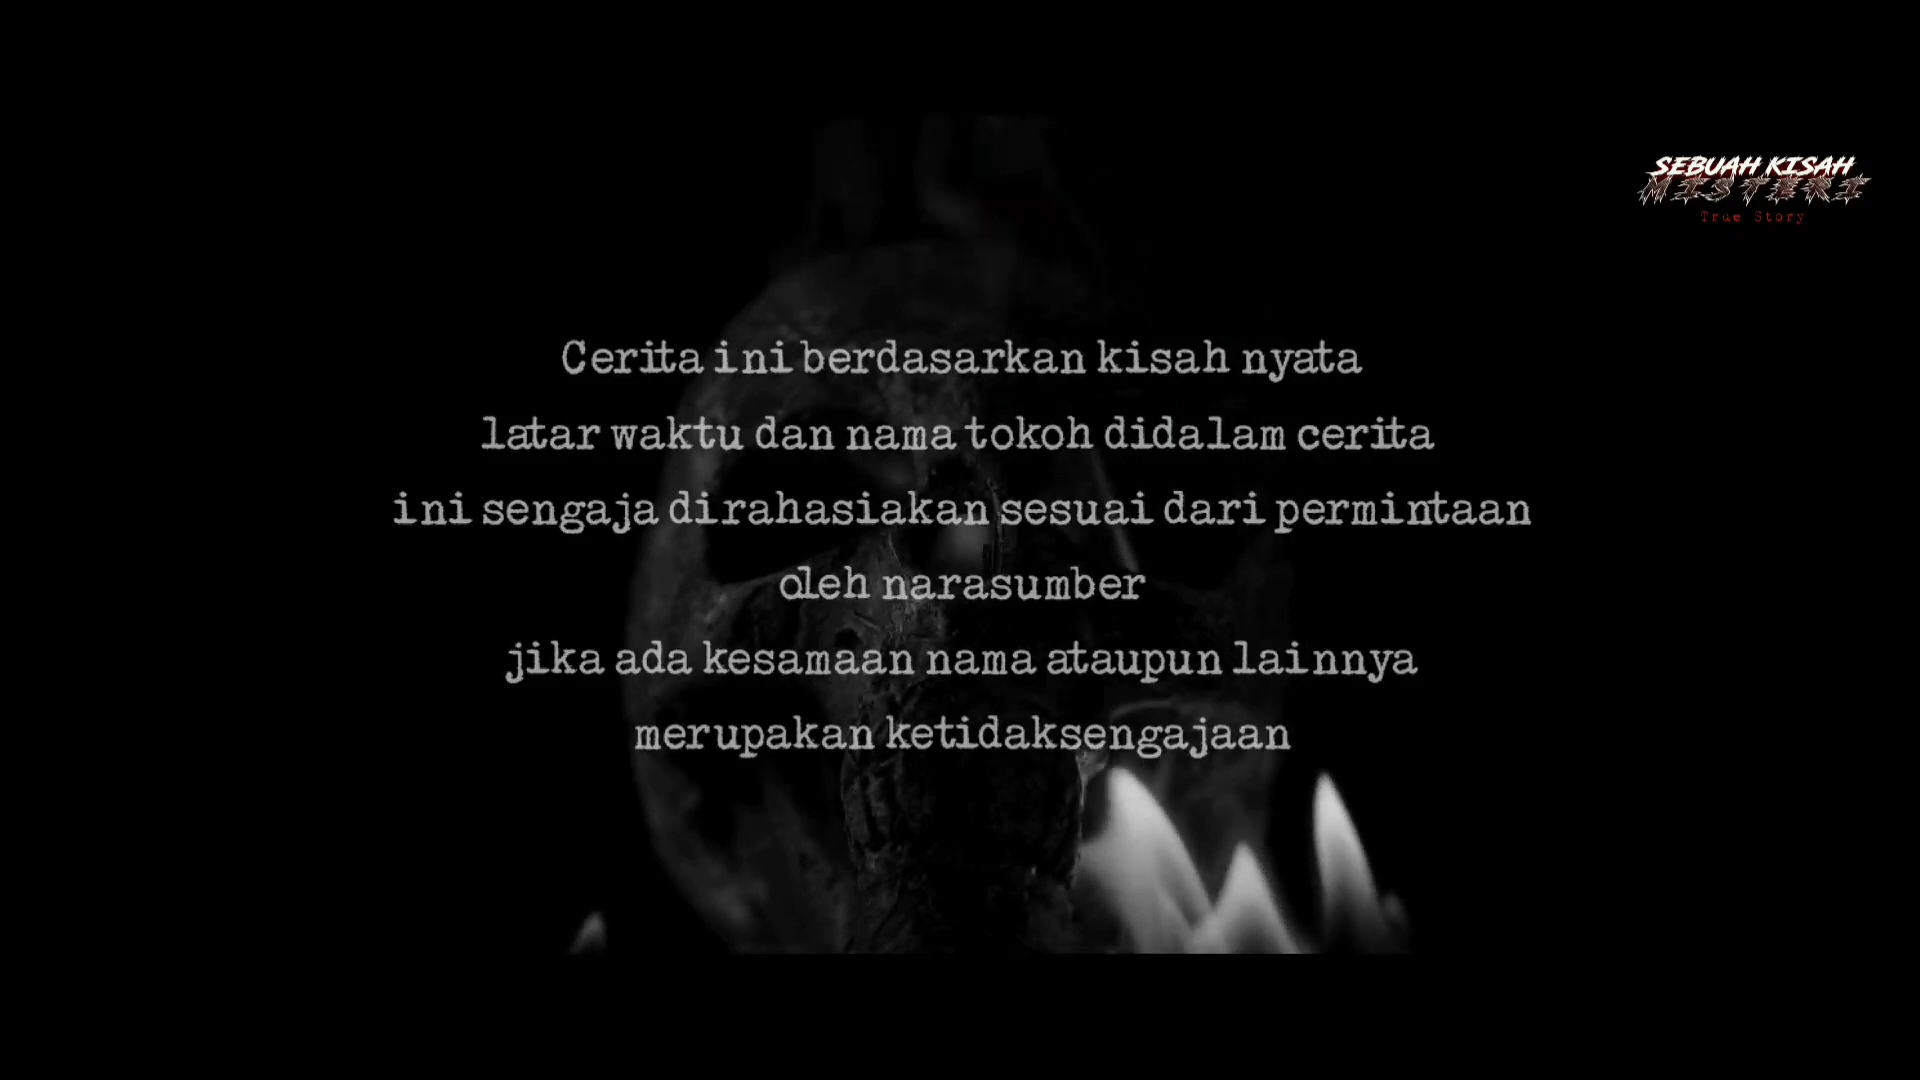 SEBUAH KISAH
MISTERI
True Story
Cerita ini berdasarkan kisah nyata
latar waktu dan nama tokoh didalam cerita
ini sengaja dirahasiakan sesuai dari permintaan
oleh narasumber
jika ada kesamaan nama ataupun lainnya
merupakan ketidaksengajaan